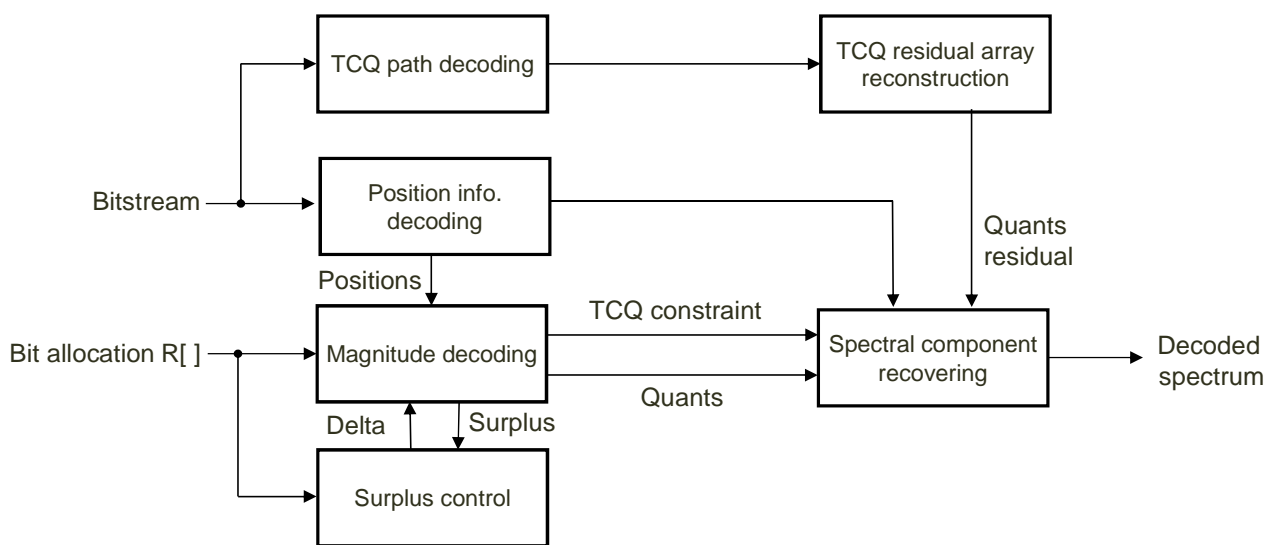 TCQ path decoding
TCQ residual array
reconstruction
Bitstream
Position info.
decoding
Quants
residual
Positions
TCQ constraint
Bit allocation R[ ]
Magnitude decoding
Spectral component
recovering
Decoded
spectrum
Quants
Delta
Surplus
Surplus control